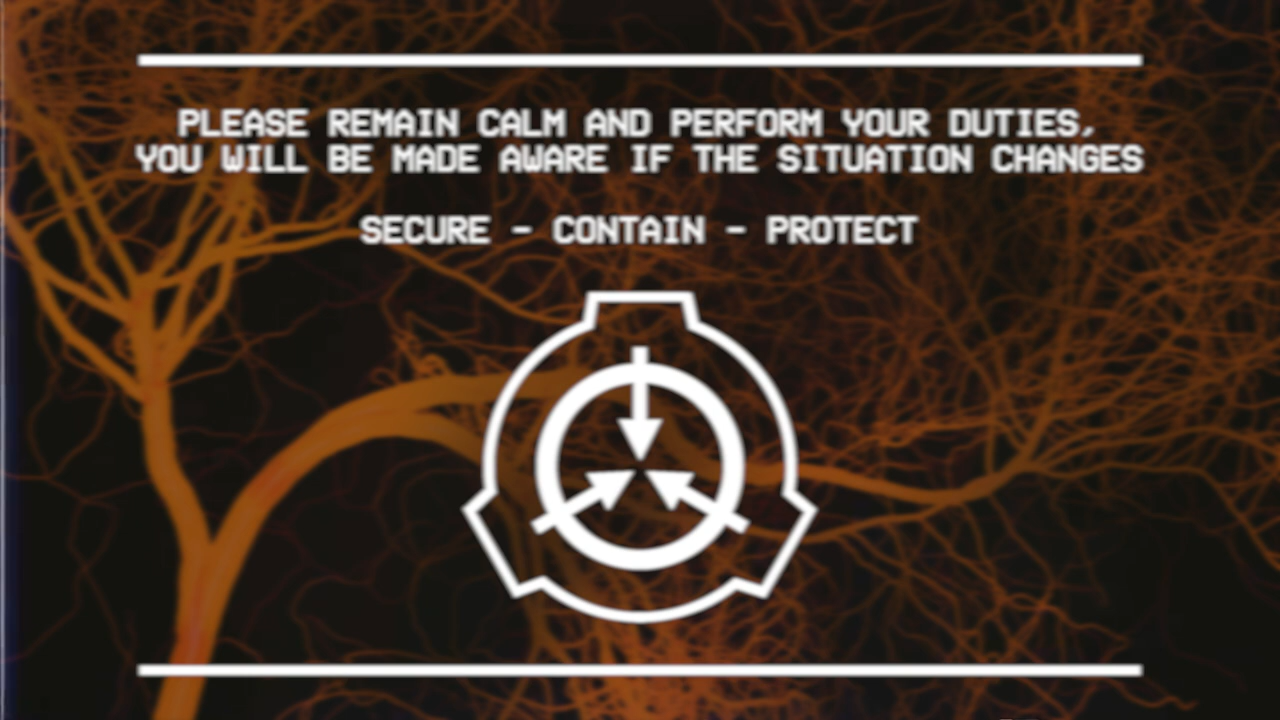 PLEASE REMAIN CALM AND PERFORM YOUR DUTIES,
YOU WILL BE MADE AWARE IF THE SITUATION CHANGES
SECURE - CONTAIN - PROTECT